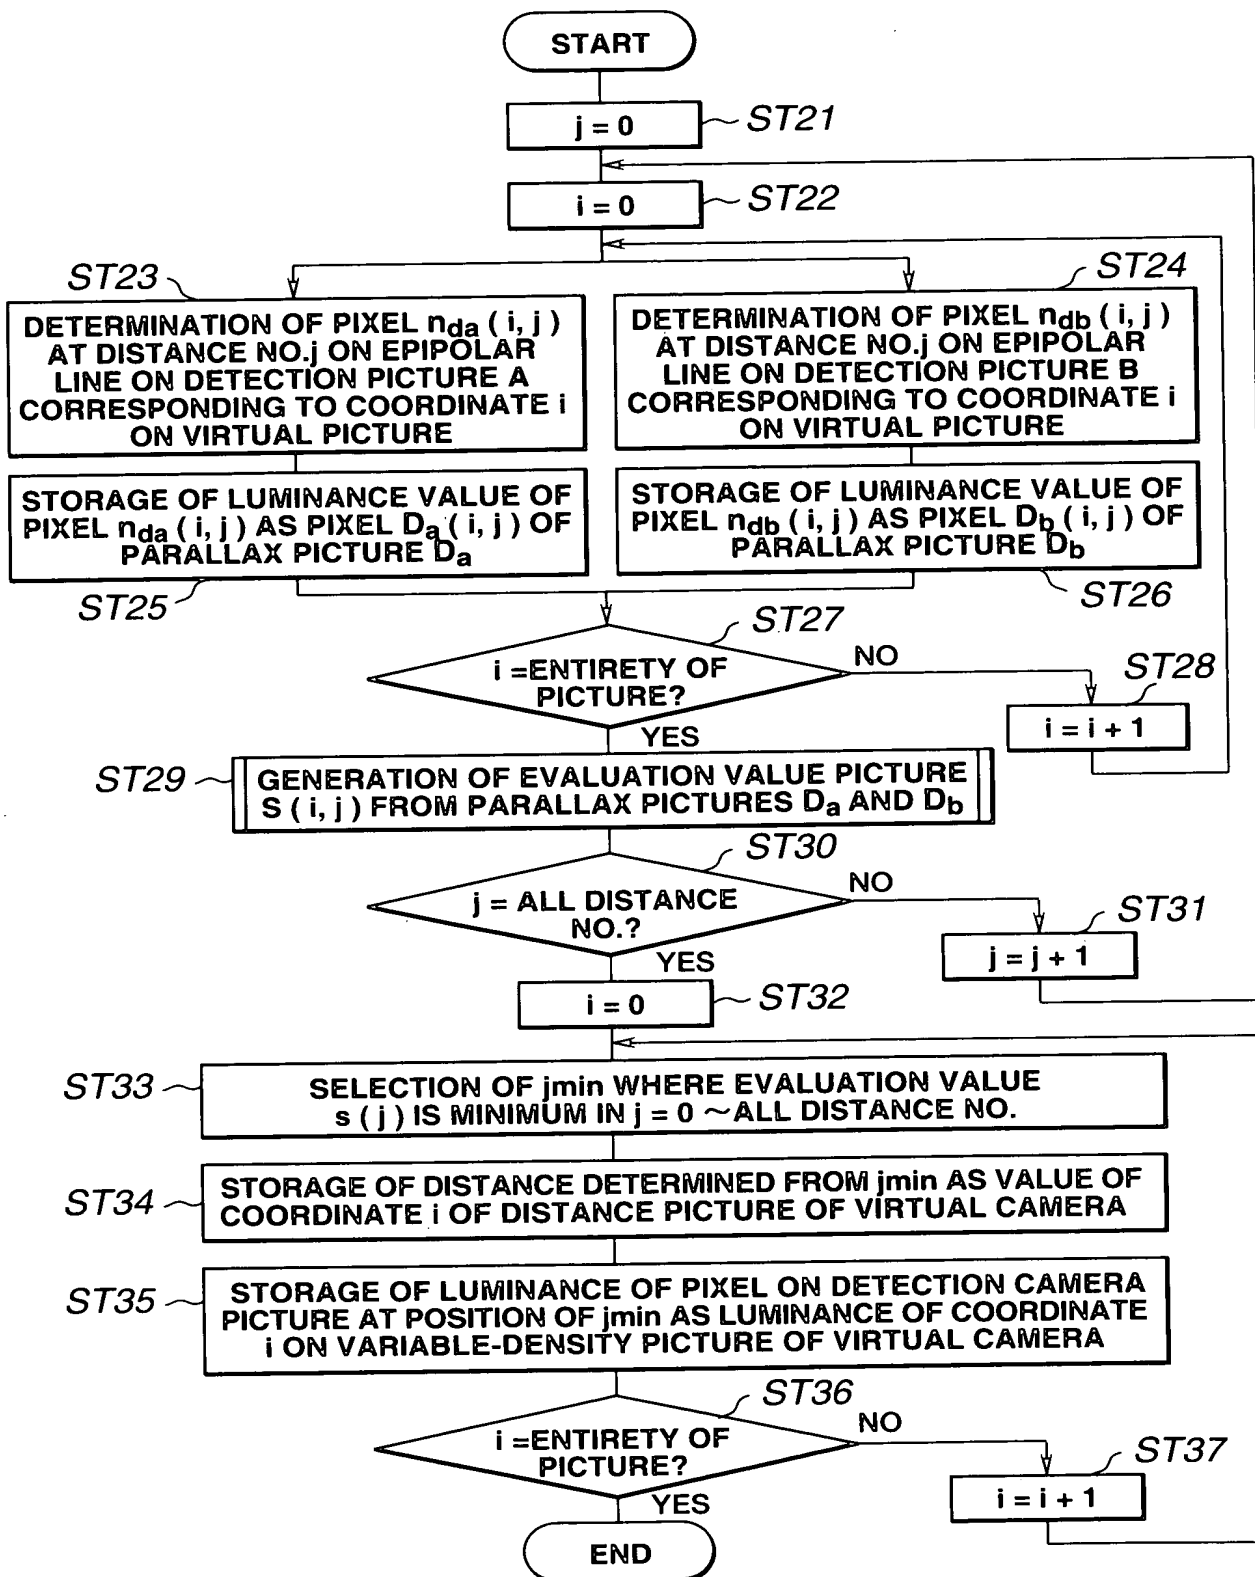 START
j = 0
ST21
i = 0
ST22
ST23
ST24
DETERMINATION OF PIXEL nda ( i, j )
AT DISTANCE NO.j ON EPIPOLAR
LINE ON DETECTION PICTURE A
CORRESPONDING TO COORDINATE i
ON VIRTUAL PICTURE
DETERMINATION OF PIXEL ndb ( i, j )
AT DISTANCE NO.j ON EPIPOLAR
LINE ON DETECTION PICTURE B
CORRESPONDING TO COORDINATE i
ON VIRTUAL PICTURE
STORAGE OF LUMINANCE VALUE OF
PIXEL nda ( i, j ) AS PIXEL Da ( i, j ) OF
PARALLAX PICTURE Da
STORAGE OF LUMINANCE VALUE OF
PIXEL ndb ( i, j ) AS PIXEL Db ( i, j ) OF
PARALLAX PICTURE Db
ST25
ST26
ST27
i =ENTIRETY OF
PICTURE?
NO
YES
ST28
i = i + 1
ST29
GENERATION OF EVALUATION VALUE PICTURE
S ( i, j ) FROM PARALLAX PICTURES Da AND Db
ST30
j = ALL DISTANCE
NO.?
NO
YES
ST31
j = j + 1
i = 0
ST32
ST33
SELECTION OF jmin WHERE EVALUATION VALUE
s ( j ) IS MINIMUM IN j = 0 ~ALL DISTANCE NO.
ST34
STORAGE OF DISTANCE DETERMINED FROM jmin AS VALUE OF
COORDINATE i OF DISTANCE PICTURE OF VIRTUAL CAMERA
ST35
STORAGE OF LUMINANCE OF PIXEL ON DETECTION CAMERA
PICTURE AT POSITION OF jmin AS LUMINANCE OF COORDINATE
i ON VARIABLE-DENSITY PICTURE OF VIRTUAL CAMERA
ST36
i =ENTIRETY OF
PICTURE?
NO
YES
ST37
i = i + 1
END